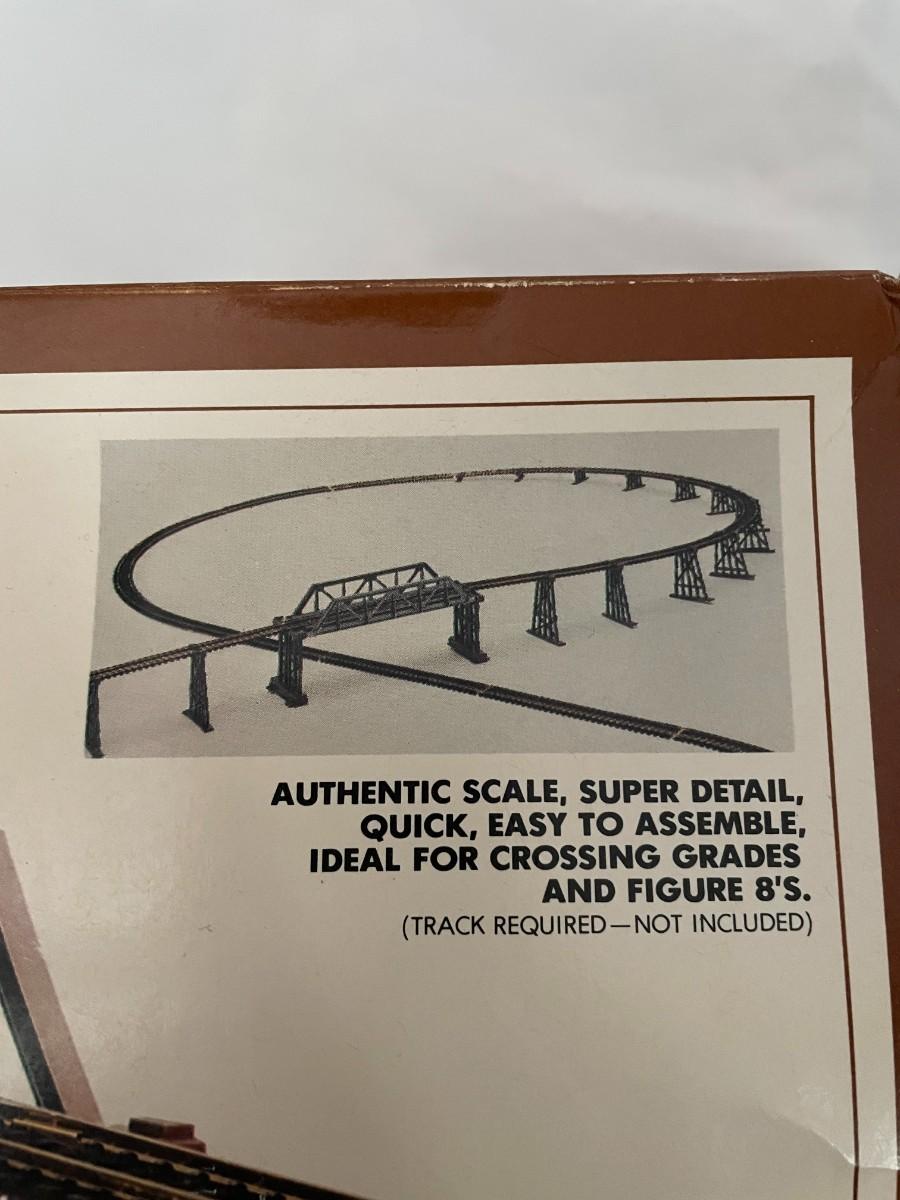 AUTHENTIC SCALE, SUPER DETAIL,
QUICK, EASY TO ASSEMBLE,
IDEAL FOR CROSSING GRADES
AND FIGURE 8'S.
(TRACK REQUIRED—NOT INCLUDED)